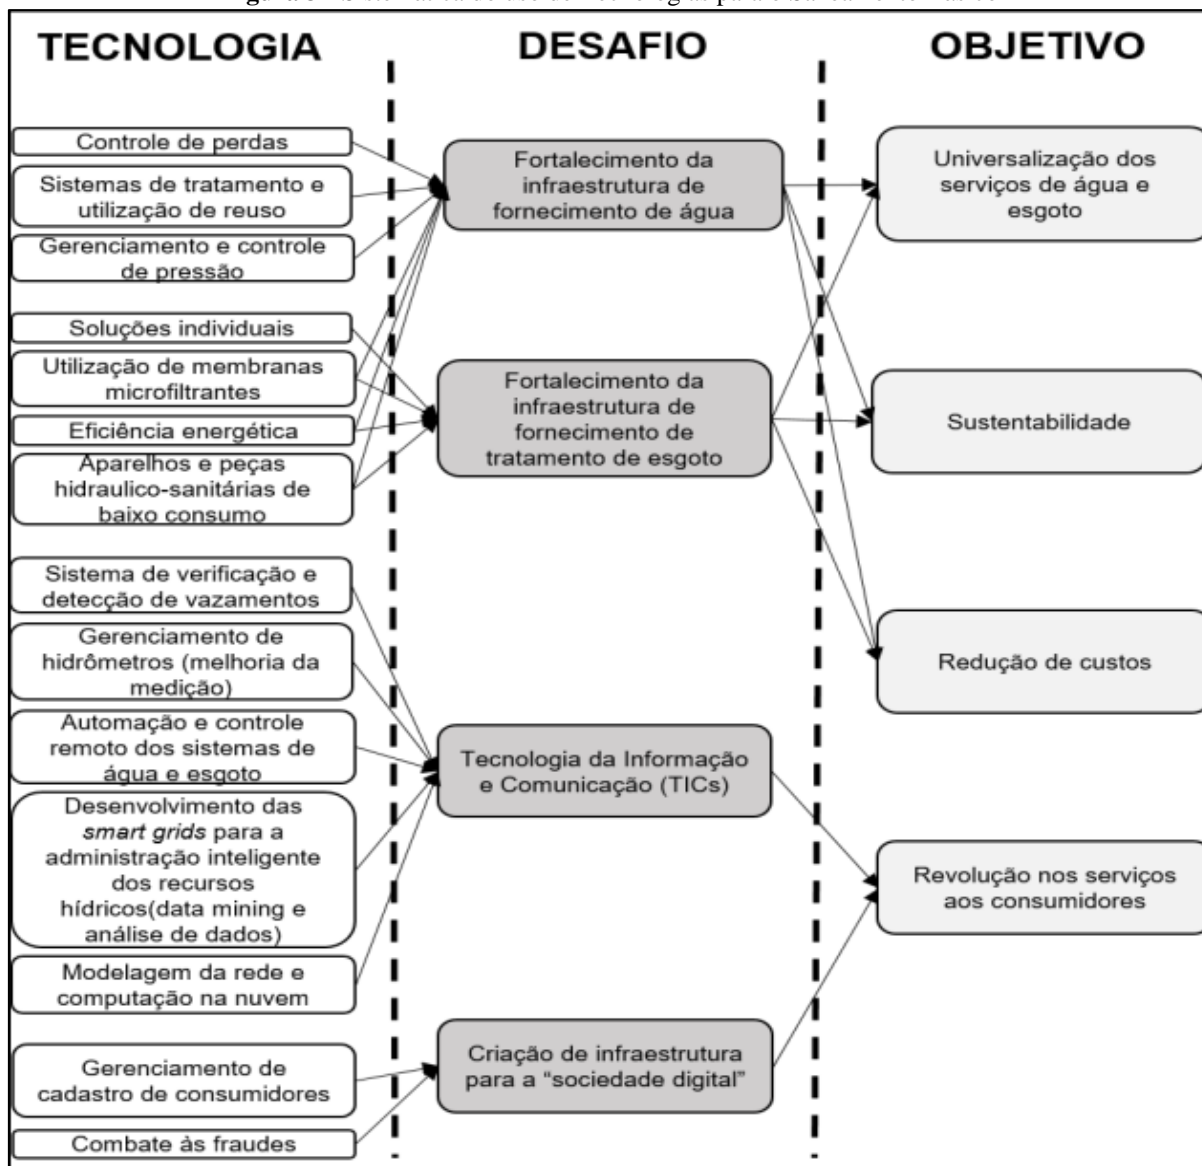 TECNOLOGIA
DESAFIO
OBJETIVO
Controle de perdas
Sistemas de tratamento e
utilização de reuso
Gerenciamento e controle
de pressão
Soluções individuais
Utilização de membranas
microfiltrantes
Eficiência energética
Aparelhos e peças
hidraulico-sanitárias de
baixo consumo
Sistema de verificação e
detecção de vazamentos
Gerenciamento de
hidrômetros (melhoria da
medição)
Automação e controle
remoto dos sistemas de
água e esgoto
Desenvolvimento das
smart grids para a
administração inteligente
dos recursos
hídricos(data mining e
análise de dados)
Modelagem da rede e
computação na nuvem
Gerenciamento de
cadastro de consumidores
Combate às fraudes
Fortalecimento da
infraestrutura de
fornecimento de água
Fortalecimento da
infraestrutura de
fornecimento de
tratamento de esgoto
Tecnologia da Informação
e Comunicação (TICs)
Criação de infraestrutura
para a “sociedade digital”
Universalização dos
serviços de água e
esgoto
Sustentabilidade
Redução de custos
Revolução nos serviços
aos consumidores